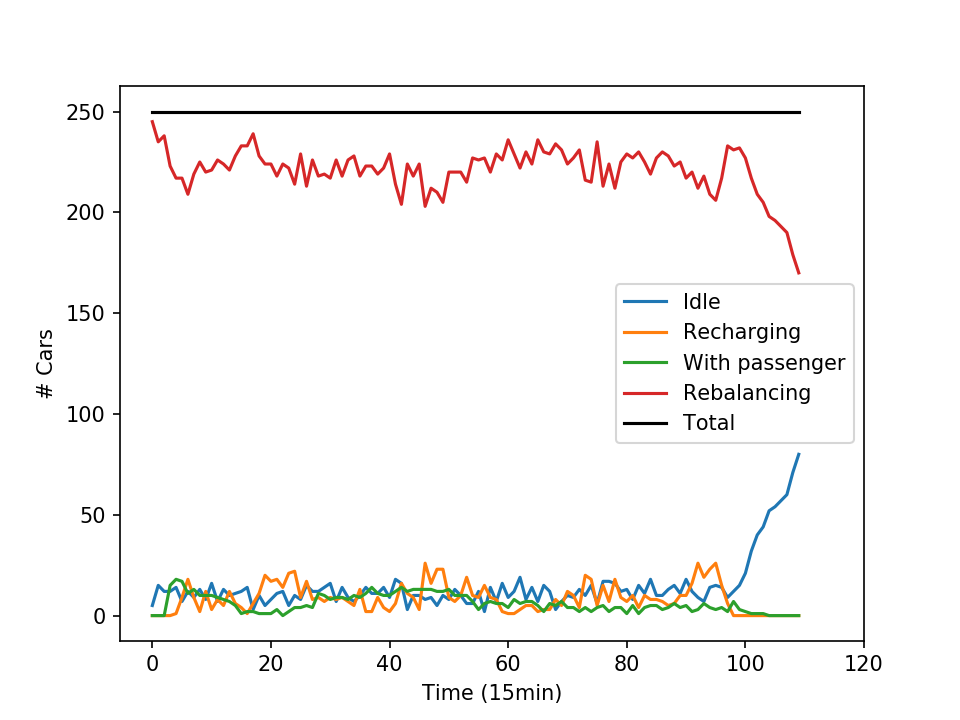 250
200
150
100
50
0
# Cars
Idle
Recharging
With passenger
Rebalancing
Total
0 20 40 60 80 100 120
Time (15min)